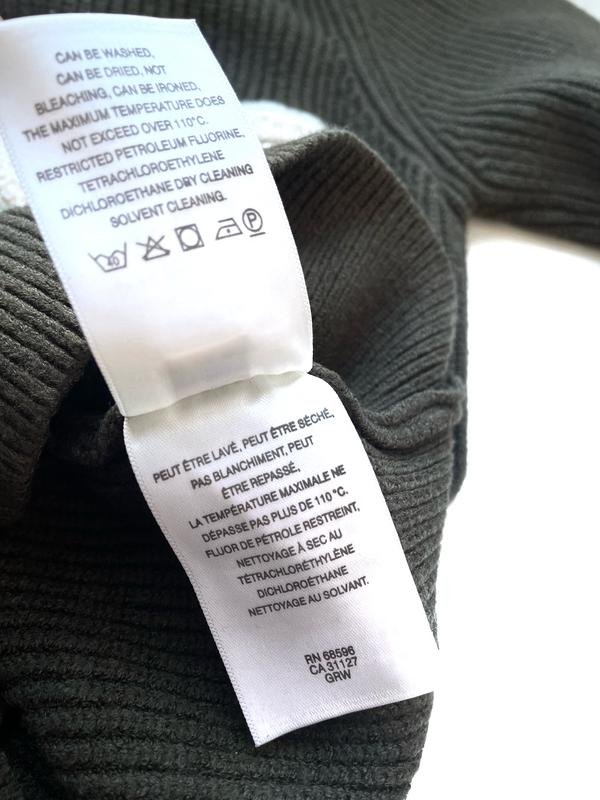 CAN BE WASHED,
CAN BE DRIED, NOT
BLEACHING, CAN BE IRONED,
THE MAXIMUM TEMPERATURE DOES
NOT EXCEED OVER 110°C.
RESTRICTED PETROLEUM FLUORINE,
TETRACHLOROETHYLENE
DICHLOROETHANE DRY CLEANING
SOLVENT CLEANING.
40 P
PEUT ÊTRE LAVÉ, PEUT ÊTRE SÉCHÉ,
PAS BLANCHIMENT, PEUT
ÊTRE REPASSÉ,
LA TEMPÉRATURE MAXIMALE NE
DÉPASSE PAS PLUS DE 110 °C.
FLUOR DE PÉTROLE RESTREINT,
NETTOYAGE À SEC AU
TÉTRACHLORÉTHYLÈNE
DICHLOROÉTHANE
NETTOYAGE AU SOLVANT.
RN 68596
CA 31127
GRW